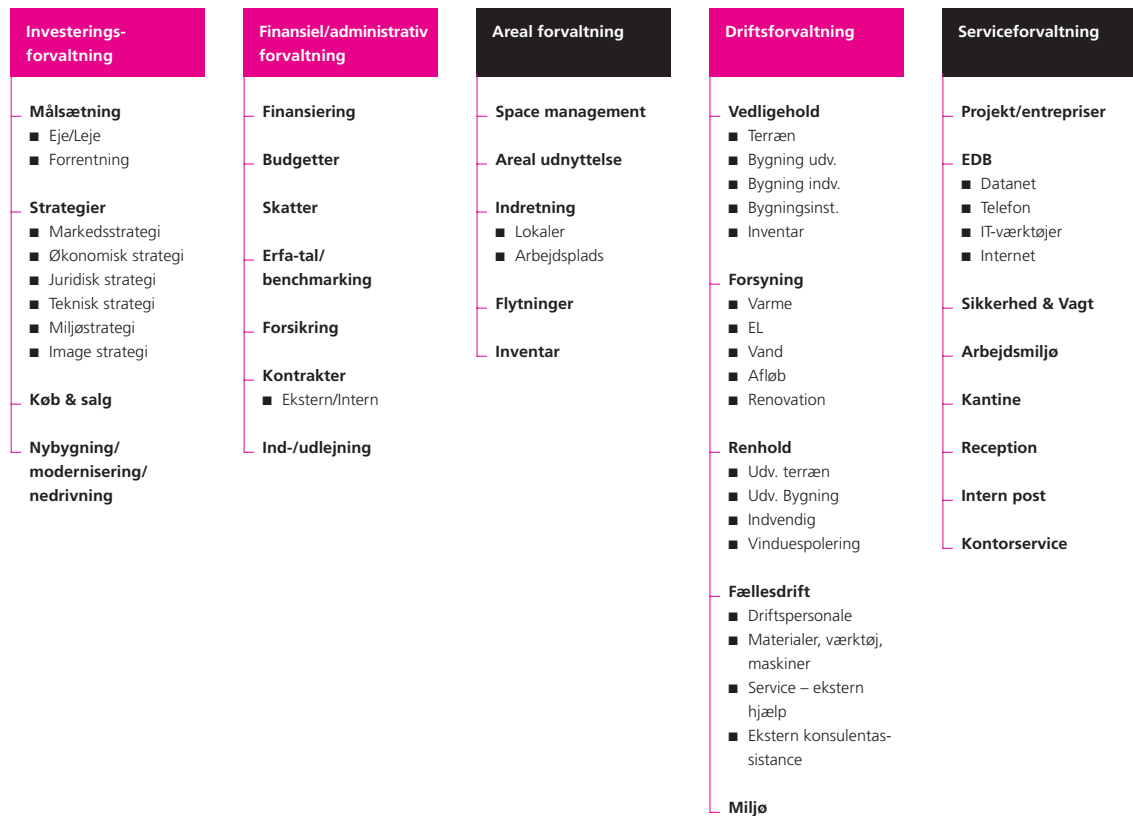 Investerings-
forvaltning
Målsætning
■ Eje/Leje
■ Forrentning
Strategier
■ Markedsstrategi
■ Økonomisk strategi
■ Juridisk strategi
■ Teknisk strategi
■ Miljøstrategi
■ Image strategi
Køb & salg
Nybygning/
modernisering/
nedrivning
Finansiel/administrativ
forvaltning
Finansiering
Budgetter
Skatter
Erfa-tal/
benchmarking
Forsikring
Kontrakter
■ Ekstern/Intern
Ind-/udlejning
Areal forvaltning
Space management
Areal udnyttelse
Indretning
■ Lokaler
■ Arbejdsplads
Flytninger
Inventar
Driftsforvaltning
Vedligehold
■ Terræn
■ Bygning udv.
■ Bygning indv.
■ Bygningsinst.
■ Inventar
Forsyning
■ Varme
■ EL
■ Vand
■ Afløb
■ Renovation
Renhold
■ Udv. terræn
■ Udv. Bygning
■ Indvendig
■ Vinduespolering
Fællesdrift
■ Driftspersonale
■ Materialer, værktøj,
maskiner
■ Service – ekstern
hjælp
■ Ekstern konsulentas-
sistance
Miljø
Serviceforvaltning
Projekt/entrepriser
EDB
■ Datanet
■ Telefon
■ IT-værktøjer
■ Internet
Sikkerhed & Vagt
Arbejdsmiljø
Kantine
Reception
Intern post
Kontorservice